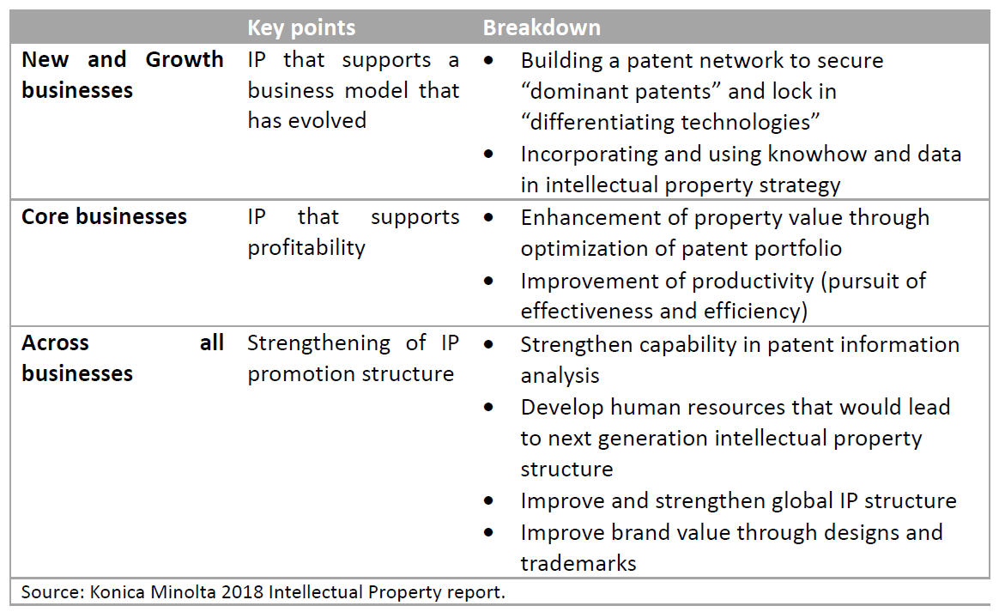 Key points Breakdown
New and Growth businesses
IP that supports a business model that has evolved
• Building a patent network to secure
“dominant patents” and lock in
“differentiating technologies”
• Incorporating and using knowhow and data
in intellectual property strategy
Core businesses
IP that supports
profitability
• Enhancement of property value through
optimization of patent portfolio
• Improvement of productivity (pursuit of
effectiveness and efficiency)
Across all
businesses
Strengthening of IP
promotion structure
• Strengthen capability in patent information
analysis
• Develop human resources that would lead
to next generation intellectual property
structure
• Improve and strengthen global IP structure
• Improve brand value through designs and
trademarks
Source: Konica Minolta 2018 Intellectual Property report.